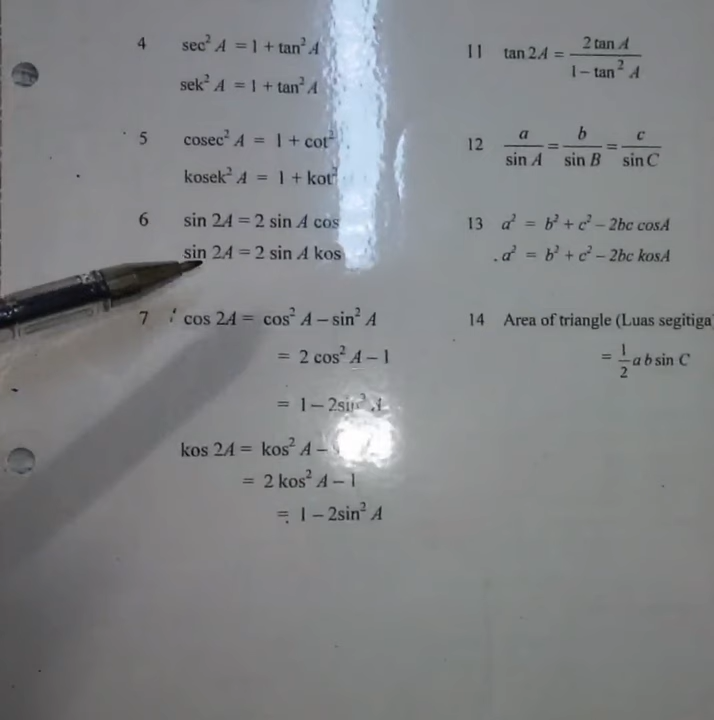 4 sec² A = 1 + tan² A
sek² A = 1 + tan² A
5 cosec² A = 1 + cot²
kosek² A = 1 + kot²
6 sin 2A = 2 sin A cos
sin 2A = 2 sin A kos
7 cos 2A = cos² A – sin² A
= 2 cos² A – 1
= 1 – 2sin² A
kos 2A = kos² A –
= 2 kos² A – 1
= 1 – 2sin² A
11 tan 2A = 2 tan A / 1 – tan² A
12 a / sin A = b / sin B = c / sin C
13 a² = b² + c² – 2bc cosA
a² = b² + c² – 2bc kosA
14 Area of triangle (Luas segitiga)
= 1/2 a b sin C